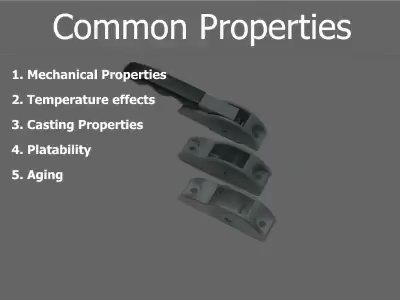 Common Properties
1. Mechanical Properties
2. Temperature effects
3. Casting Properties
4. Platability
5. Aging